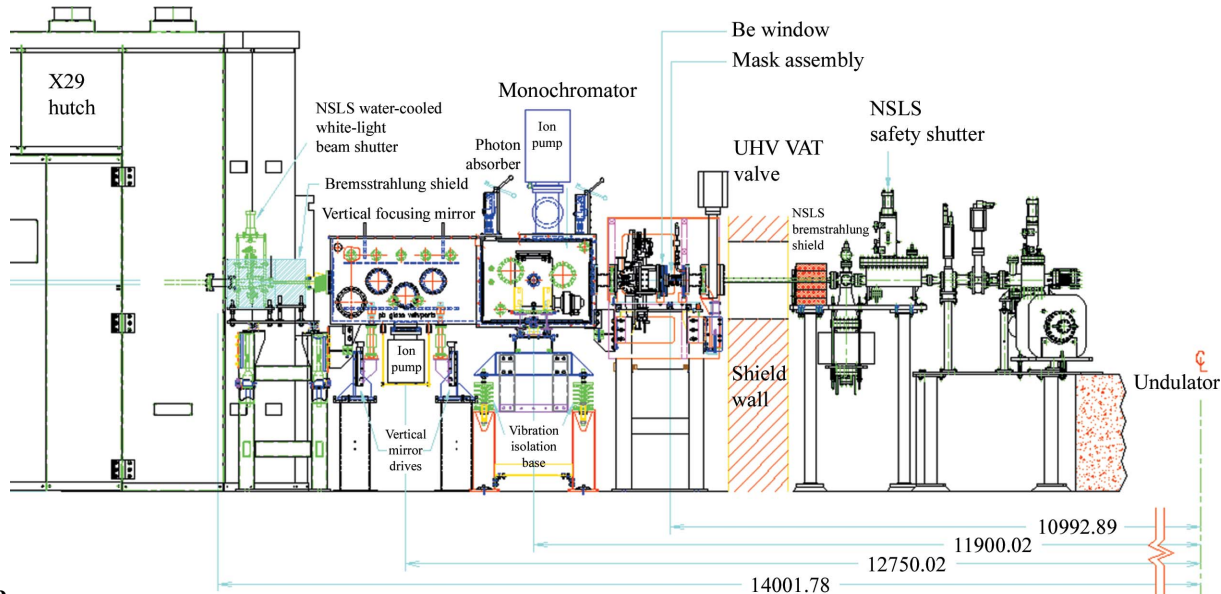 Be window
Mask assembly
X29
hutch
NSLS water-cooled
white-light
beam shutter
Monochromator
Ion
pump
Photon
absorber
NSLS
safety shutter
UHV VAT
valve
Bremsstrahlung shield
Vertical focusing mirror
NSLS
bremstrahlung
shield
Ion
pump
Shield
wall
Undulator
Vertical
mirror
drives
Vibration
isolation
base
10992.89
11900.02
12750.02
14001.78